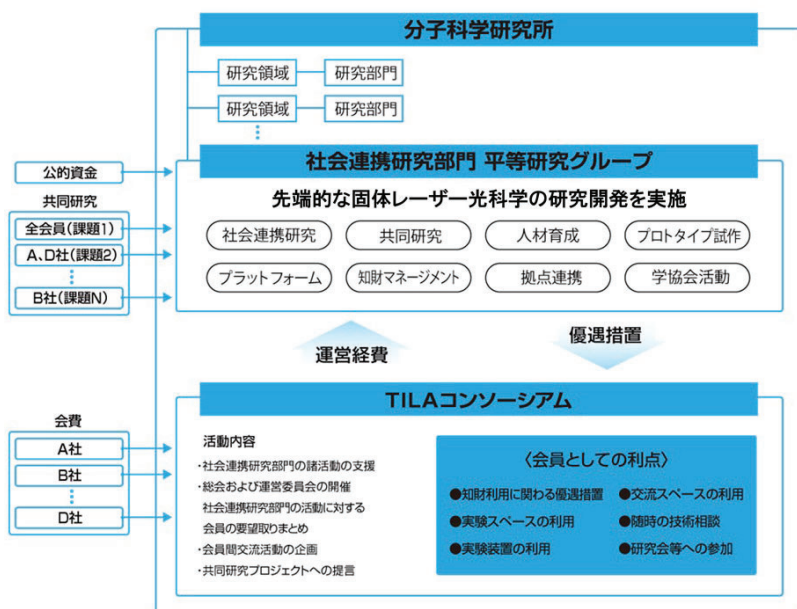 分子科学研究所
研究領域 研究部門
研究領域 研究部門
社会連携研究部門 平等研究グループ
先端的な固体レーザー光科学の研究開発を実施
社会連携研究 共同研究 人材育成 プロトタイプ試作
プラットフォーム 知財マネージメント 拠点連携 学協会活動
公的資金
共同研究
全会員(課題1)
A、D社(課題2)
B社(課題N)
運営経費
優遇措置
TILAコンソーシアム
会費
A社
B社
D社
活動内容
・社会連携研究部門の諸活動の支援
・総会および運営委員会の開催
社会連携研究部門の活動に対する
会員の要望取りまとめ
・会員間交流活動の企画
・共同研究プロジェクトへの提言
〈会員としての利点〉
●知財利用に関わる優遇措置 ●交流スペースの利用
●実験スペースの利用 ●随時の技術相談
●実験装置の利用 ●研究会等への参加